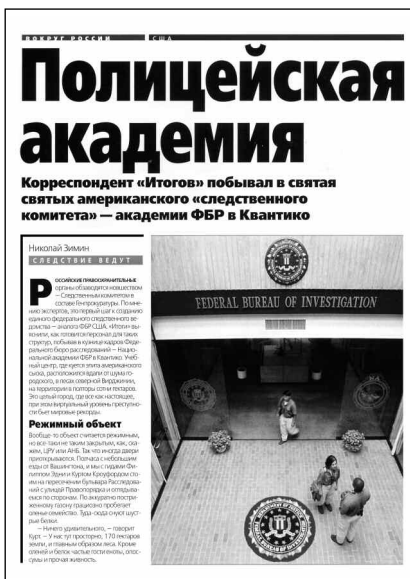 ВОКРУГ РОССИИ США
Полицейская
академия
Корреспондент «Итогов» побывал в святая
святых американского «следственного
комитета» — академии ФБР в Квантико
Николай Зимин
СЛЕДСТВИЕ ВЕДУТ
РОССИЙСКИЕ ПРАВООХРАНИТЕЛЬНЫЕ
органы обзаводятся новшеством
— Следственным комитетом в
составе Генпрокуратуры. По мне-
нию экспертов, это первый шаг к созданию
единого федерального следственного ве-
домства — аналога ФБР США. «Итоги» вы-
яснили, как готовится персонал для таких
структур, побывав в кузнице кадров Феде-
рального бюро расследований — Нацио-
нальной академии ФБР в Квантико. Учеб-
ный центр, где куется элита американского
сыска, расположился вдали от шума го-
родского, в лесах северной Вирджинии,
на территории в полторы сотни гектаров.
Это целый город, где все как настоящее,
при этом виртуальный уровень преступно-
сти бьет мировые рекорды.
Режимный объект
Вообще-то объект считается режимным,
но все-таки не таким закрытым, как, ска-
жем, ЦРУ или АНБ. Так что иногда двери
приоткрываются. Полчаса с небольшим
езды от Вашингтона, и мы с гидами Фи-
липпом Эдни и Куртом Кроуфордом стоим
на пересечении бульвара Расследова-
ний с улицей Правопорядка и оглядыва-
емся по сторонам. По аккуратно постри-
женному газону грациозно пробегает
оленье семейство. Туда-сюда снуют шуст-
рые белки.
— Ничего удивительного, — говорит
Курт. — У нас тут просторно, 170 гектаров
земли, и главным образом леса. Кроме
оленей и белок частые гости еноты, опос-
сумы и прочая живность.
FEDERAL BUREAU OF INVESTIGATION